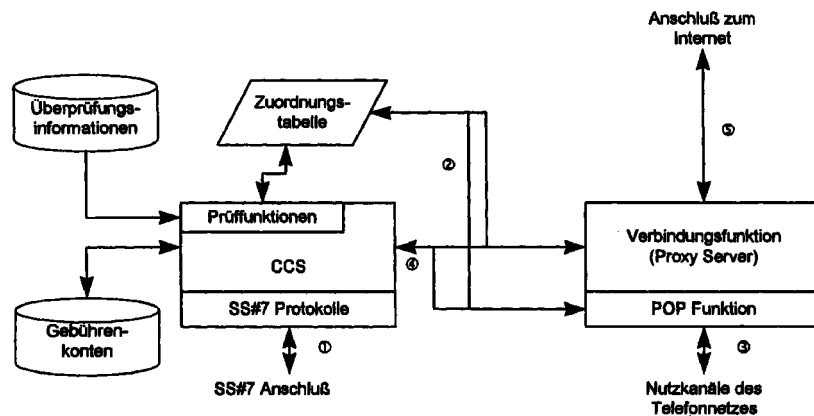 Anschluß zum
Internet
Überprüfungs-
informationen
Zuordnungs-
tabelle
②
⑤
Prüffunktionen
CCS
④
Verbindungsfunktion
(Proxy Server)
SS#7 Protokolle
POP Funktion
Gebühren-
konten
①
③
SS#7 Anschluß
Nutzkanäle des
Telefonnetzes